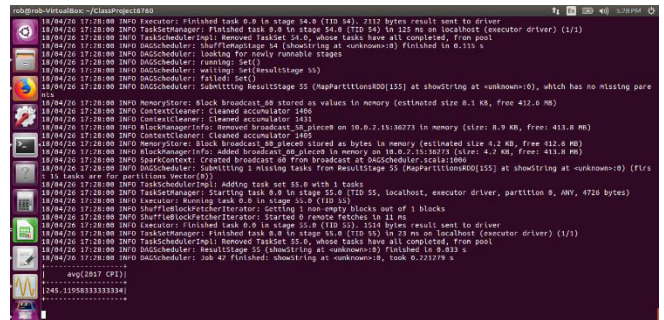 rob@rob-VirtualBox: ~/ClassProject6760
5:28 PM
18/04/26 17:28:00 INFO Executor: Finished task 0.0 in stage 54.0 (TID 54). 2112 bytes result sent to driver
18/04/26 17:28:00 INFO TaskSetManager: Finished task 0.0 in stage 54.0 (TID 54) in 125 ms on localhost (executor driver) (1/1)
18/04/26 17:28:00 INFO TaskSchedulerImpl: Removed TaskSet 54.0, whose tasks have all completed, from pool
18/04/26 17:28:00 INFO DAGScheduler: ShuffleMapStage 54 (showString at <unknown>:0) finished in 0.115 s
18/04/26 17:28:00 INFO DAGScheduler: looking for newly runnable stages
18/04/26 17:28:00 INFO DAGScheduler: running: Set()
18/04/26 17:28:00 INFO DAGScheduler: waiting: Set(ResultStage 55)
18/04/26 17:28:00 INFO DAGScheduler: failed: Set()
18/04/26 17:28:00 INFO DAGScheduler: Submitting ResultStage 55 (MapPartitionsRDD[155] at showString at <unknown>:0), which has no missing pare
nts
18/04/26 17:28:00 INFO MemoryStore: Block broadcast_60 stored as values in memory (estimated size 8.1 KB, free 412.6 MB)
18/04/26 17:28:00 INFO ContextCleaner: Cleaned accumulator 1406
18/04/26 17:28:00 INFO ContextCleaner: Cleaned accumulator 1431
18/04/26 17:28:00 INFO BlockManagerInfo: Removed broadcast_58_piece0 on 10.0.2.15:36273 in memory (size: 8.9 KB, free: 413.8 MB)
18/04/26 17:28:00 INFO ContextCleaner: Cleaned accumulator 1405
18/04/26 17:28:00 INFO MemoryStore: Block broadcast_60_piece0 stored as bytes in memory (estimated size 4.2 KB, free 412.6 MB)
18/04/26 17:28:00 INFO BlockManagerInfo: Added broadcast_60_piece0 in memory on 10.0.2.15:36273 (size: 4.2 KB, free: 413.8 MB)
18/04/26 17:28:00 INFO SparkContext: Created broadcast 60 from broadcast at DAGScheduler.scala:1006
18/04/26 17:28:00 INFO DAGScheduler: Submitting 1 missing tasks from ResultStage 55 (MapPartitionsRDD[155] at showString at <unknown>:0) (firs
t 15 tasks are for partitions Vector(0))
18/04/26 17:28:00 INFO TaskSchedulerImpl: Adding task set 55.0 with 1 tasks
18/04/26 17:28:00 INFO TaskSetManager: Starting task 0.0 in stage 55.0 (TID 55, localhost, executor driver, partition 0, ANY, 4726 bytes)
18/04/26 17:28:00 INFO Executor: Running task 0.0 in stage 55.0 (TID 55)
18/04/26 17:28:00 INFO ShuffleBlockFetcherIterator: Getting 1 non-empty blocks out of 1 blocks
18/04/26 17:28:00 INFO ShuffleBlockFetcherIterator: Started 0 remote fetches in 11 ms
18/04/26 17:28:00 INFO Executor: Finished task 0.0 in stage 55.0 (TID 55). 1514 bytes result sent to driver
18/04/26 17:28:00 INFO TaskSetManager: Finished task 0.0 in stage 55.0 (TID 55) in 23 ms on localhost (executor driver) (1/1)
18/04/26 17:28:00 INFO TaskSchedulerImpl: Removed TaskSet 55.0, whose tasks have all completed, from pool
18/04/26 17:28:00 INFO DAGScheduler: ResultStage 55 (showString at <unknown>:0) finished in 0.033 s
18/04/26 17:28:00 INFO DAGScheduler: Job 42 finished: showString at <unknown>:0, took 0.221279 s
+------------------+
|     avg(2017 CPI)|
+------------------+
|245.11958333333334|
+------------------+